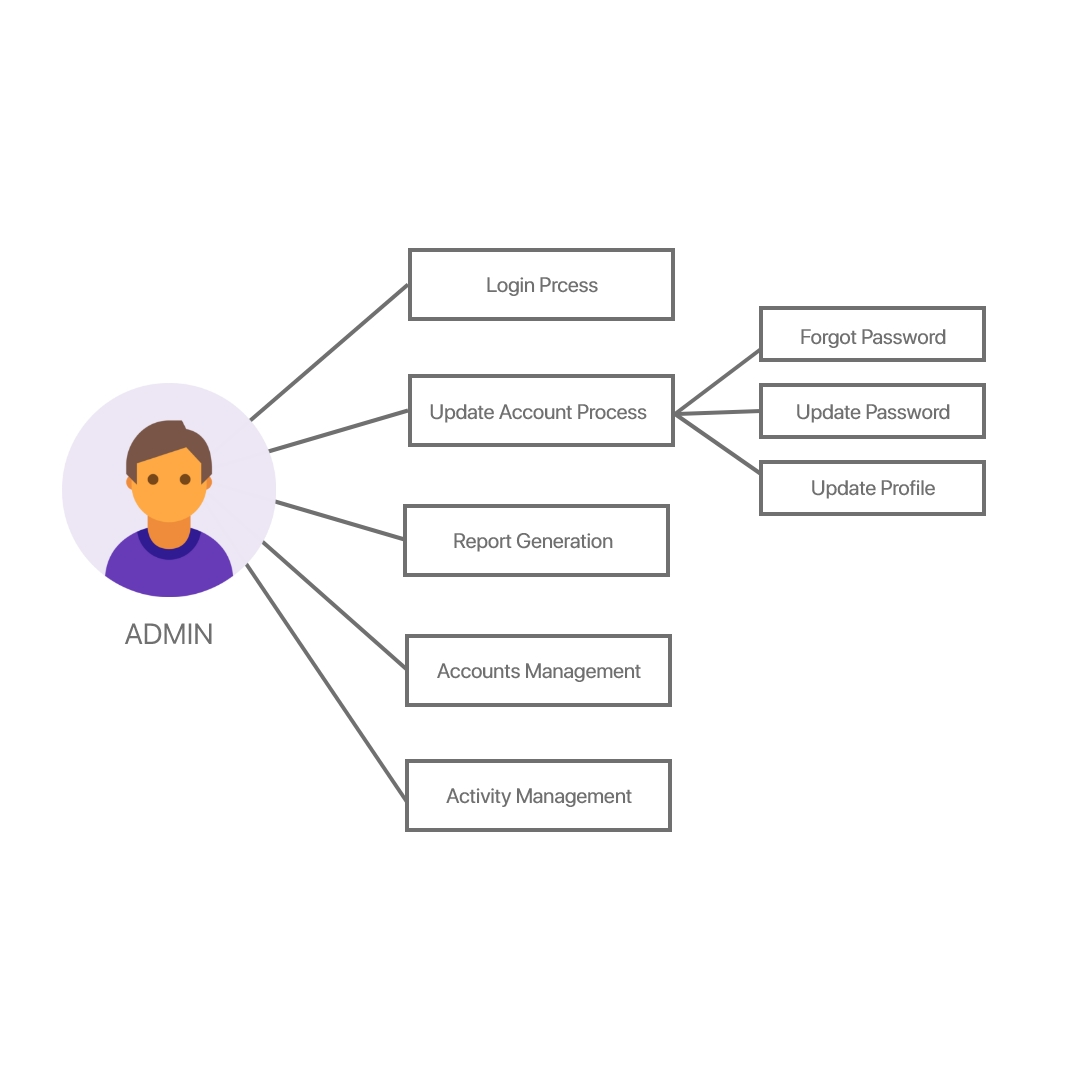 Login Prcess
Forgot Password
Update Account Process
Update Password
Update Profile
Report Generation
ADMIN
Accounts Management
Activity Management